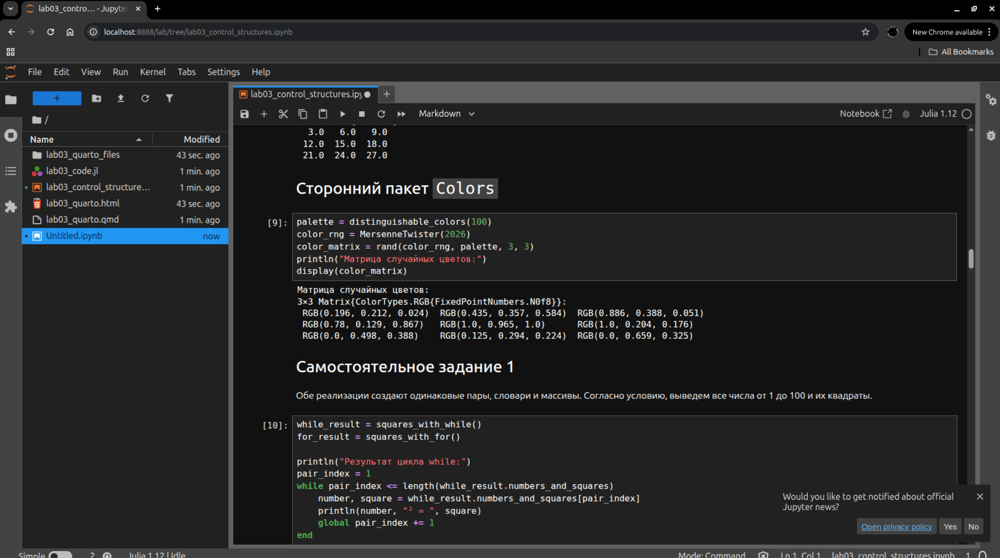 lab03_contro… - Jupyter
localhost:8888/lab/tree/lab03_control_structures.ipynb
New Chrome available
All Bookmarks
File Edit View Run Kernel Tabs Settings Help
lab03_control_structures.ipy
Markdown
Notebook
Julia 1.12
/
Name Modified
lab03_quarto_files 43 sec. ago
lab03_code.jl 1 min. ago
lab03_control_structure… 1 min. ago
lab03_quarto.html 43 sec. ago
lab03_quarto.qmd 1 min. ago
Untitled.ipynb now
3.0 6.0 9.0
12.0 15.0 18.0
21.0 24.0 27.0
Сторонний пакет Colors
[9]:
palette = distinguishable_colors(100)
color_rng = MersenneTwister(2026)
color_matrix = rand(color_rng, palette, 3, 3)
println("Матрица случайных цветов:")
display(color_matrix)
Матрица случайных цветов:
3×3 Matrix{ColorTypes.RGB{FixedPointNumbers.N0f8}}:
RGB(0.196, 0.212, 0.024) RGB(0.435, 0.357, 0.584) RGB(0.886, 0.388, 0.051)
RGB(0.78, 0.129, 0.867) RGB(1.0, 0.965, 1.0) RGB(1.0, 0.204, 0.176)
RGB(0.0, 0.498, 0.388) RGB(0.125, 0.294, 0.224) RGB(0.0, 0.659, 0.325)
Самостоятельное задание 1
Обе реализации создают одинаковые пары, словари и массивы. Согласно условию, выведем все числа от 1 до 100 и их квадраты.
[10]:
while_result = squares_with_while()
for_result = squares_with_for()
println("Результат цикла while:")
pair_index = 1
while pair_index <= length(while_result.numbers_and_squares)
number, square = while_result.numbers_and_squares[pair_index]
println(number, "² = ", square)
global pair_index += 1
end
Would you like to get notified about official
Jupyter news?
Open privacy policy Yes No
Simple 2 Julia 1.12 | Idle
Mode: Command Ln 1, Col 1 lab03_control_structures.ipynb 1